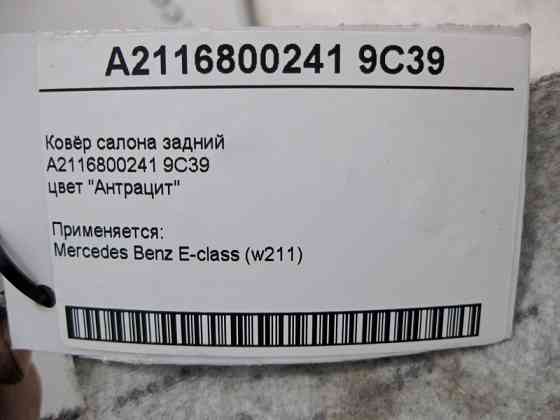 A2116800241 9C39
Ковёр салона задний
A2116800241 9C39
цвет "Антрацит"
Применяется:
Mercedes Benz E-class (w211)